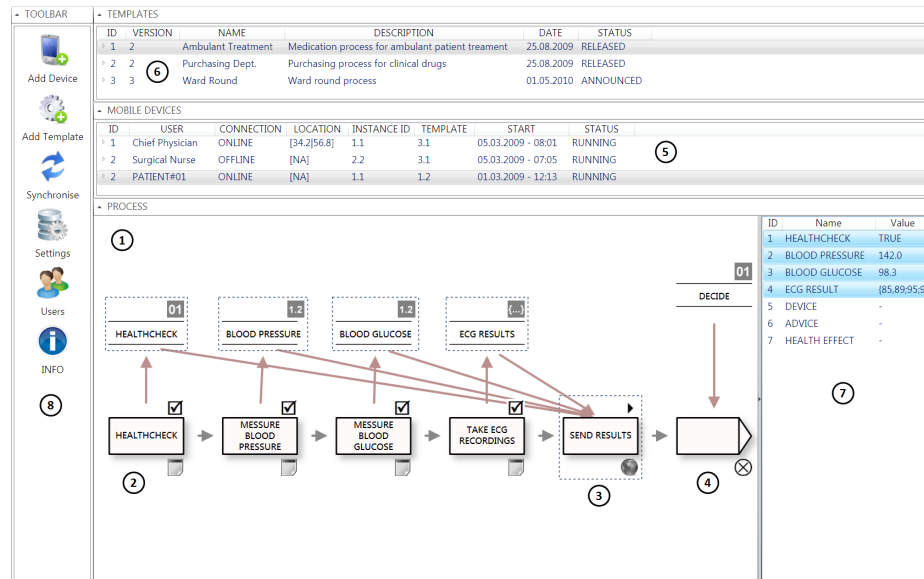 TOOLBAR
Add Device
Add Template
Synchronise
Settings
Users
INFO
8
TEMPLATES
ID VERSION NAME DESCRIPTION DATE STATUS
1 2 Ambulant Treatment Medication process for ambulant patient treament 25.08.2009 RELEASED
2 2 Purchasing Dept. Purchasing process for clinical drugs 25.08.2009 RELEASED
3 3 Ward Round Ward round process 01.05.2010 ANNOUNCED
6
MOBILE DEVICES
ID USER CONNECTION LOCATION INSTANCE ID TEMPLATE START STATUS
1 Chief Physician ONLINE [34.2|56.8] 1.1 3.1 05.03.2009 - 08:01 RUNNING
2 Surgical Nurse OFFLINE [NA] 2.2 3.1 05.03.2009 - 07:05 RUNNING
2 PATIENT#01 ONLINE [NA] 1.1 1.2 01.03.2009 - 12:13 RUNNING
5
PROCESS
1
01
DECIDE
01
HEALTHCHECK
1.2
BLOOD PRESSURE
1.2
BLOOD GLUCOSE
{...}
ECG RESULTS
HEALTHCHECK
MESSURE
BLOOD
PRESSURE
MESSURE
BLOOD
GLUCOSE
TAKE ECG
RECORDINGS
SEND RESULTS
2
3
4
ID Name Value
1 HEALTHCHECK TRUE
2 BLOOD PRESSURE 142.0
3 BLOOD GLUCOSE 98.3
4 ECG RESULT {85,89;95;9
5 DEVICE -
6 ADVICE -
7 HEALTH EFFECT -
7